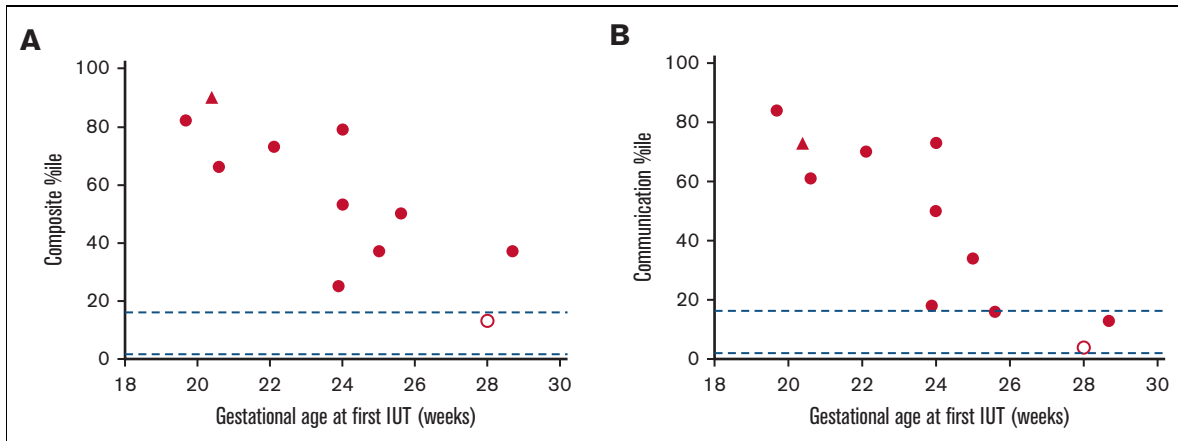 A
Composite %ile
100
80
60
40
20
0
18 20 22 24 26 28 30
Gestational age at first IUT (weeks)
B
Communication %ile
100
80
60
40
20
0
18 20 22 24 26 28 30
Gestational age at first IUT (weeks)